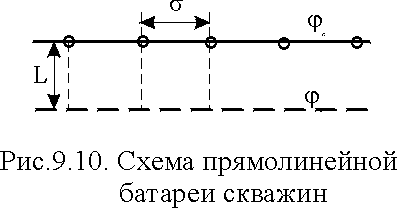 σ
φ
c
L
φ
Рис.9.10. Схема прямолинейной
батареи скважин